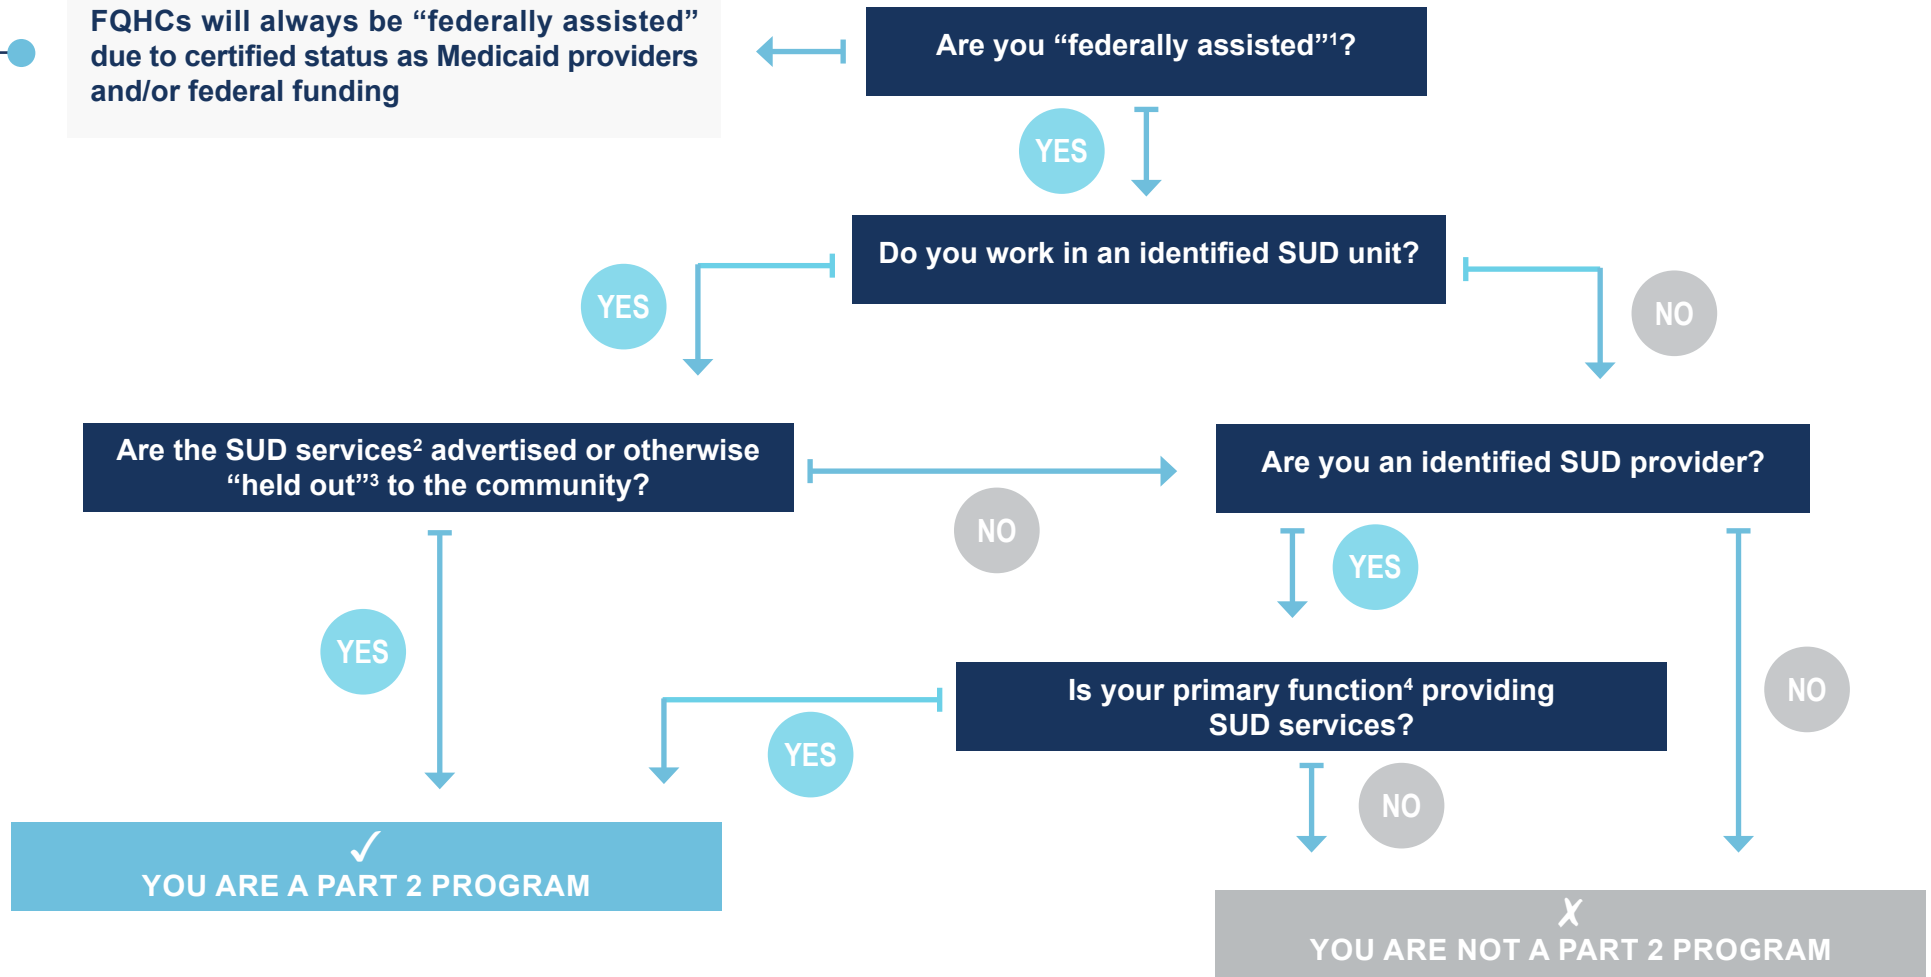 FQHCs will always be “federally assisted”
due to certified status as Medicaid providers
and/or federal funding
Are you “federally assisted”¹?
YES
Do you work in an identified SUD unit?
YES
NO
Are the SUD services² advertised or otherwise
“held out”³ to the community?
NO
Are you an identified SUD provider?
YES
YES
NO
Is your primary function⁴ providing
SUD services?
YES
NO
✓
YOU ARE A PART 2 PROGRAM
✗
YOU ARE NOT A PART 2 PROGRAM